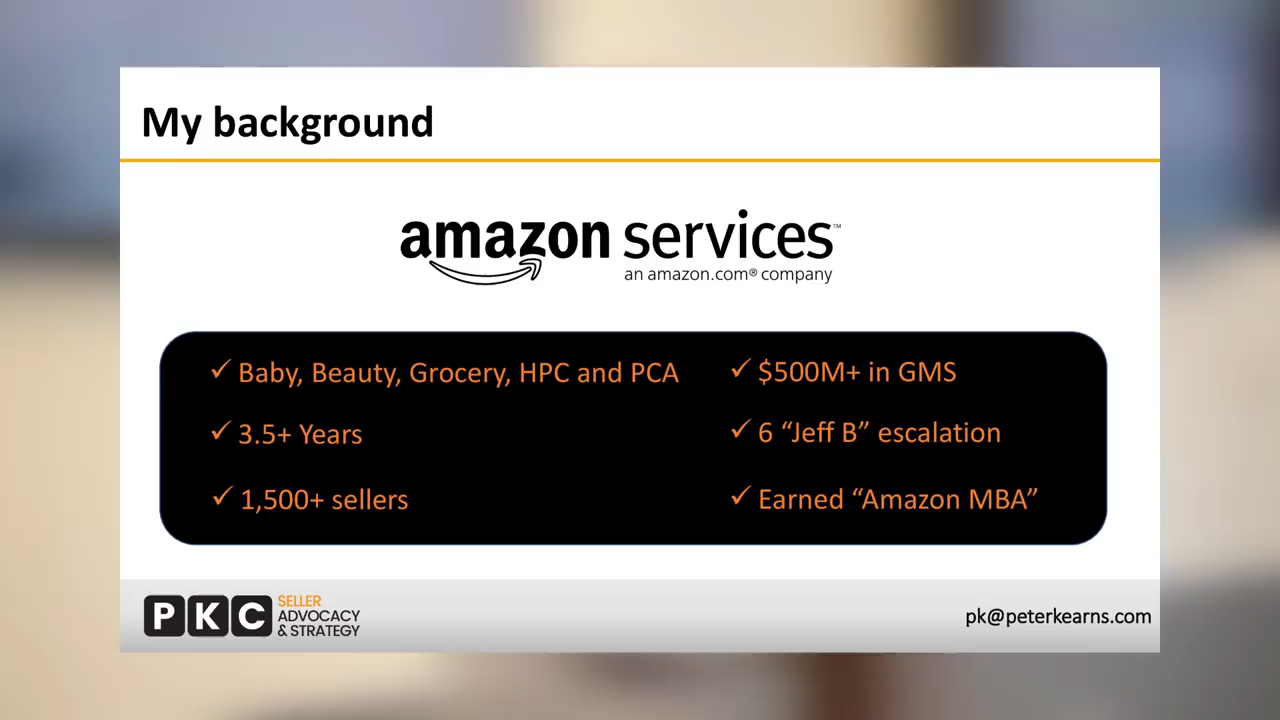 My background
amazon services™
an amazon.com® company
✓ Baby, Beauty, Grocery, HPC and PCA
✓ $500M+ in GMS
✓ 3.5+ Years
✓ 6 “Jeff B” escalation
✓ 1,500+ sellers
✓ Earned “Amazon MBA”
PKC
SELLER
ADVOCACY
& STRATEGY
pk@peterkearns.com